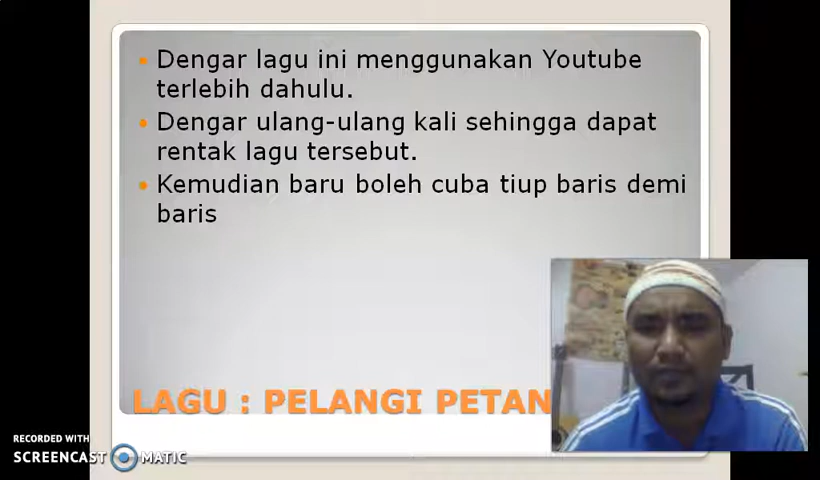 Dengar lagu ini menggunakan Youtube
terlebih dahulu.
Dengar ulang-ulang kali sehingga dapat
rentak lagu tersebut.
Kemudian baru boleh cuba tiup baris demi
baris
LAGU : PELANGI PETAN
RECORDED WITH
SCREENCAST MATIC